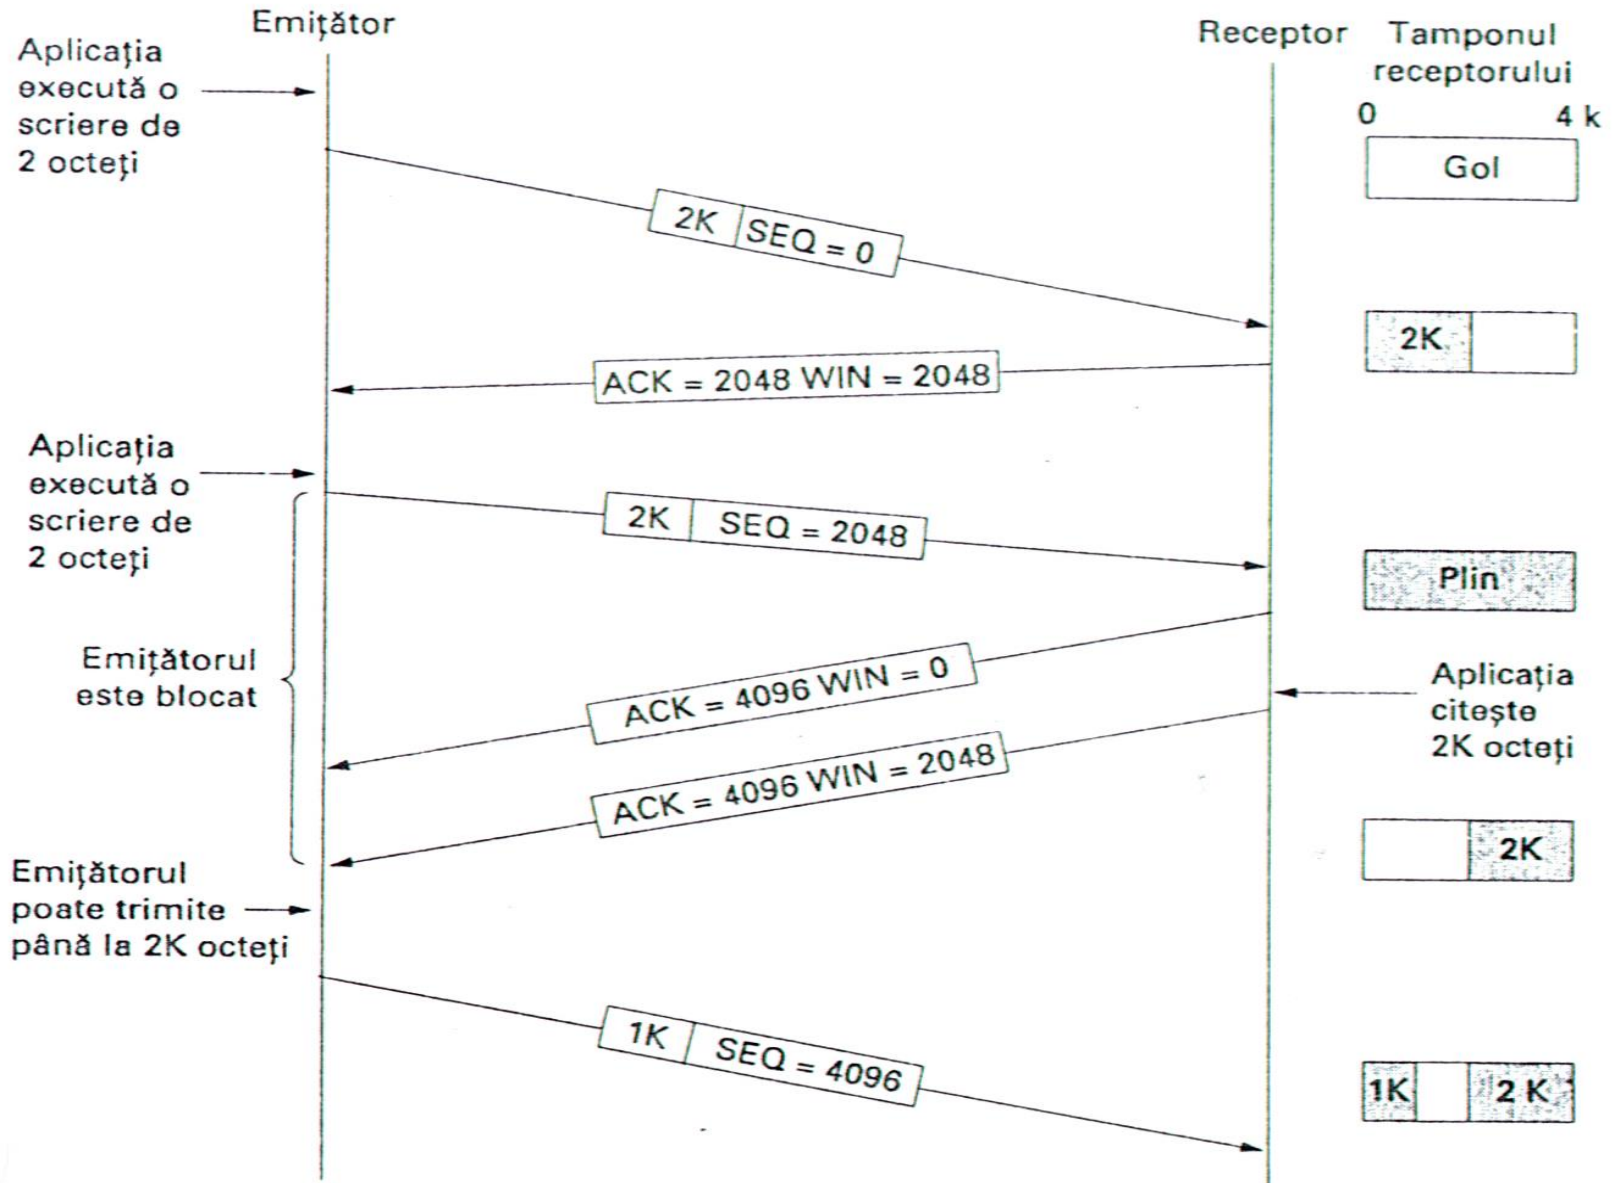 Emițător
Receptor
Tamponul
receptorului
0 4 k
Gol
Aplicația
execută o
scriere de
2 octeți
2K SEQ = 0
2K
ACK = 2048 WIN = 2048
Aplicația
execută o
scriere de
2 octeți
2K SEQ = 2048
Plin
Emițătorul
este blocat
ACK = 4096 WIN = 0
Aplicația
citește
2K octeți
ACK = 4096 WIN = 2048
2K
Emițătorul
poate trimite
până la 2K octeți
1K SEQ = 4096
1K 2 K